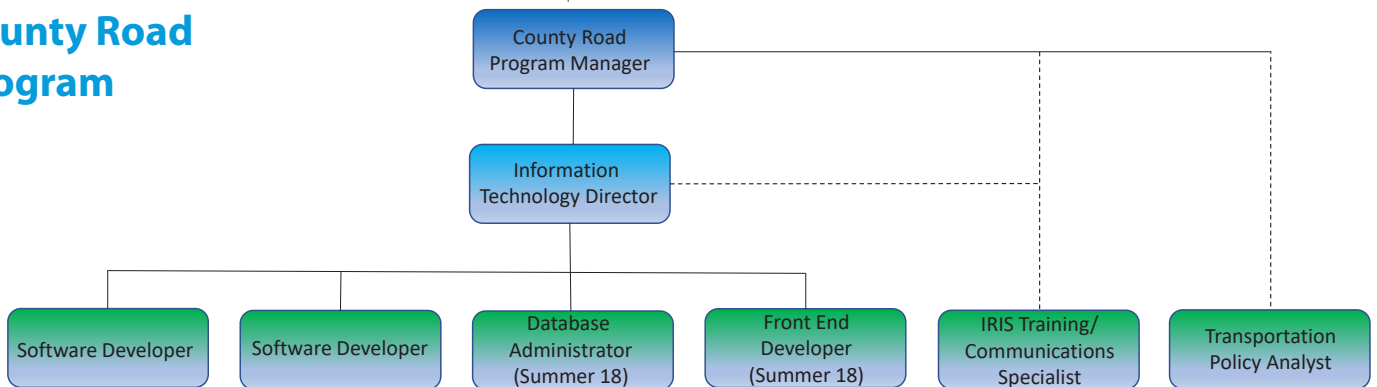 unty Road
ogram
County Road
Program Manager
Information
Technology Director
Software Developer
Software Developer
Database
Administrator
(Summer 18)
Front End
Developer
(Summer 18)
IRIS Training/
Communications
Specialist
Transportation
Policy Analyst